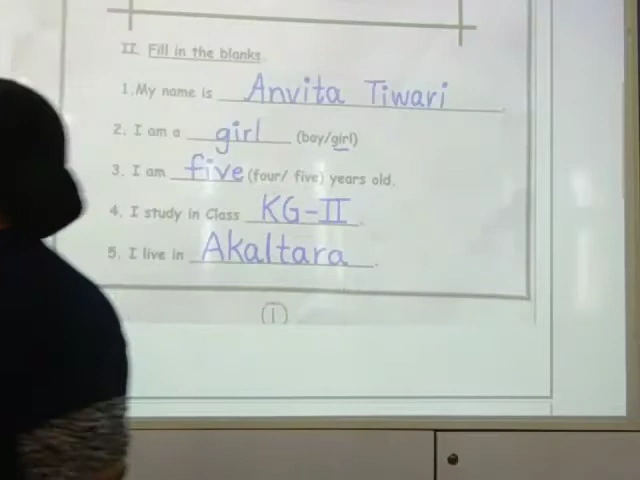 II. Fill in the blanks
1. My name is Anvita Tiwari
2. I am a girl (boy/girl)
3. I am five (four/ five) years old.
4. I study in Class KG-II.
5. I live in Akaltara.
1